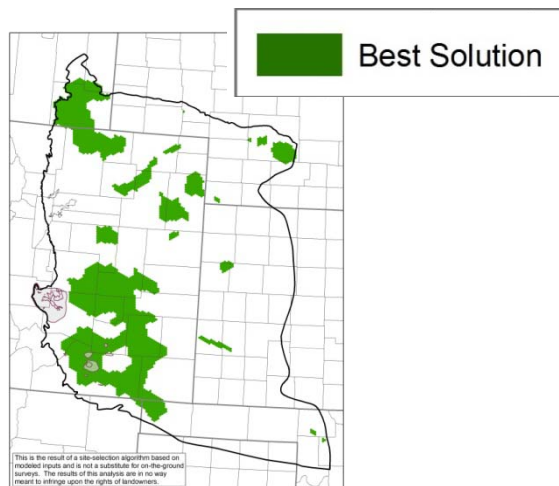 Best Solution
This is the result of a site-selection algorithm based on
modeled inputs and is not a substitute for on-the-ground
surveys. The results of this analysis are in no way
meant to infringe upon the rights of landowners.